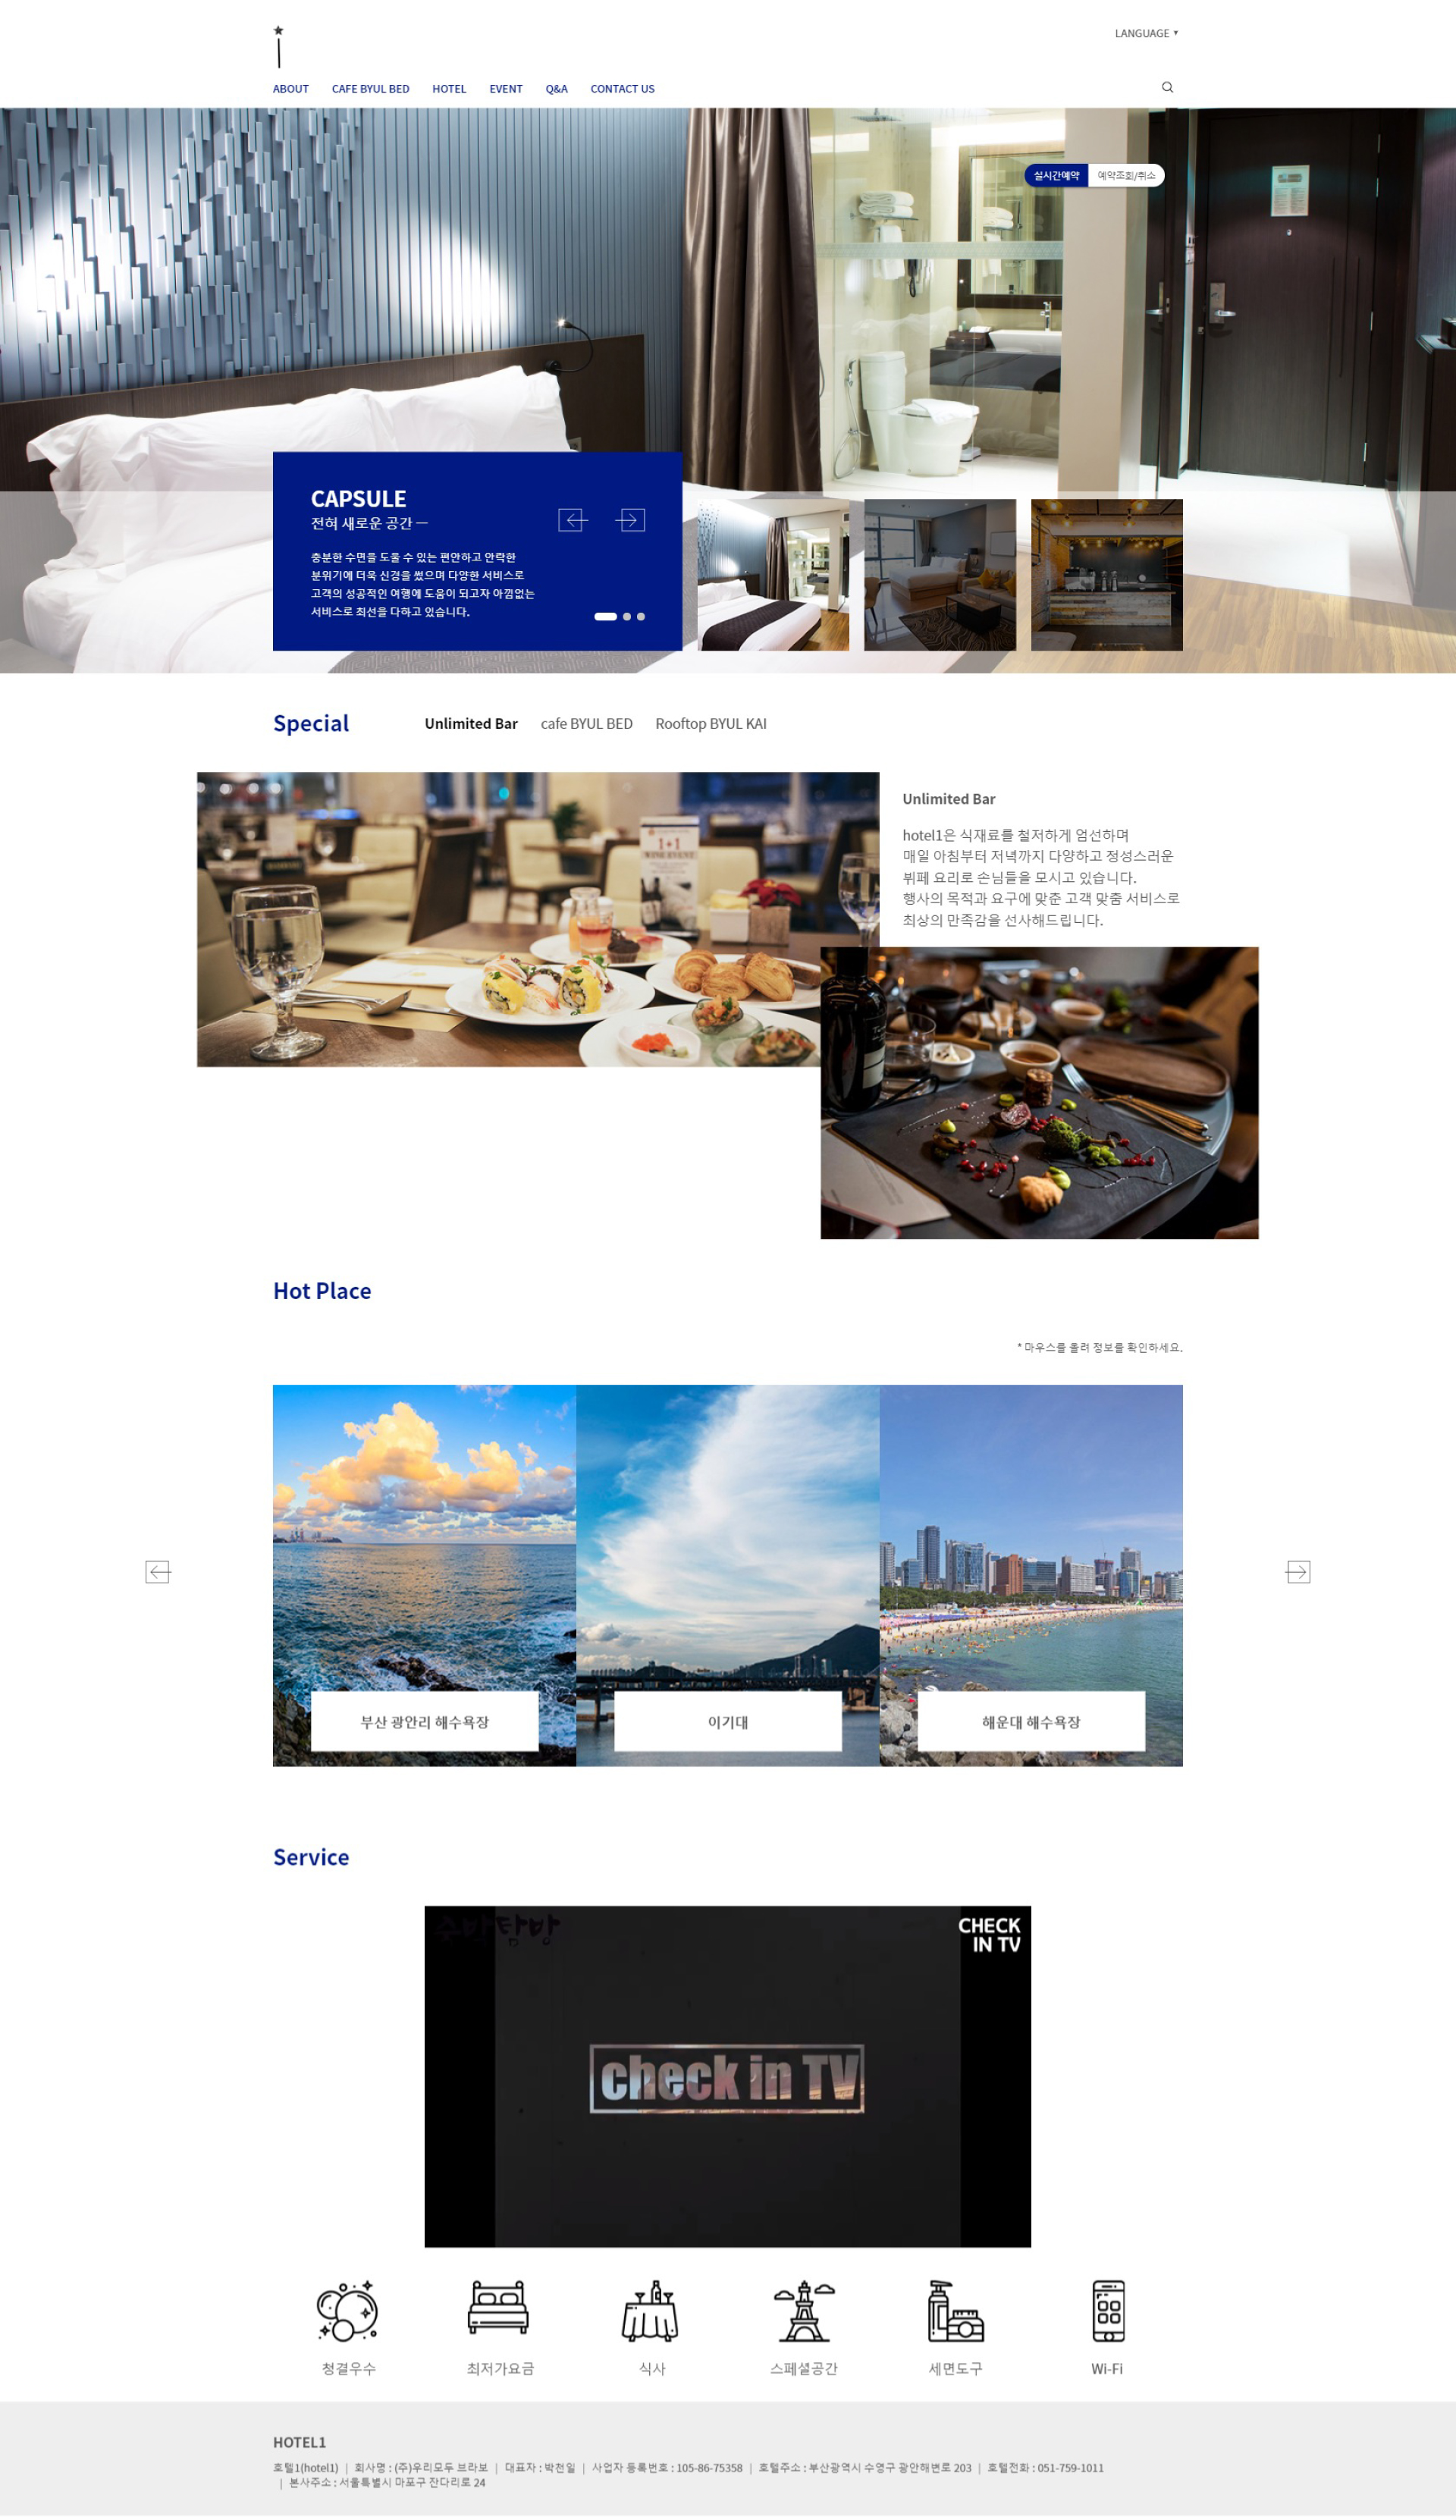 LANGUAGE ▼
ABOUT CAFE BYUL BED HOTEL EVENT Q&A CONTACT US
실시간예약 예약조회/취소
CAPSULE
전혀 새로운 공간 ㅡ
충분한 수면을 도울 수 있는 편안하고 안락한
분위기에 더욱 신경을 썼으며 다양한 서비스로
고객의 성공적인 여행에 도움이 되고자 아낌없는
서비스로 최선을 다하고 있습니다.
Special Unlimited Bar cafe BYUL BED Rooftop BYUL KAI
1+1
WINE EVENT
Unlimited Bar
hotel1은 식재료를 철저하게 엄선하며
매일 아침부터 저녁까지 다양하고 정성스러운
뷔페 요리로 손님들을 모시고 있습니다.
행사의 목적과 요구에 맞춘 고객 맞춤 서비스로
최상의 만족감을 선사해드립니다.
Hot Place
* 마우스를 올려 정보를 확인하세요.
부산 광안리 해수욕장
이기대
해운대 해수욕장
Service
CHECK
IN TV
check in TV
청결우수 최저가요금 식사 스페셜공간 세면도구 Wi-Fi
HOTEL1
호텔1(hotel1) | 회사명 : (주)우리모두 브라보 | 대표자 : 박천일 | 사업자 등록번호 : 105-86-75358 | 호텔주소 : 부산광역시 수영구 광안해변로 203 | 호텔전화 : 051-759-1011
| 본사주소 : 서울특별시 마포구 잔다리로 24